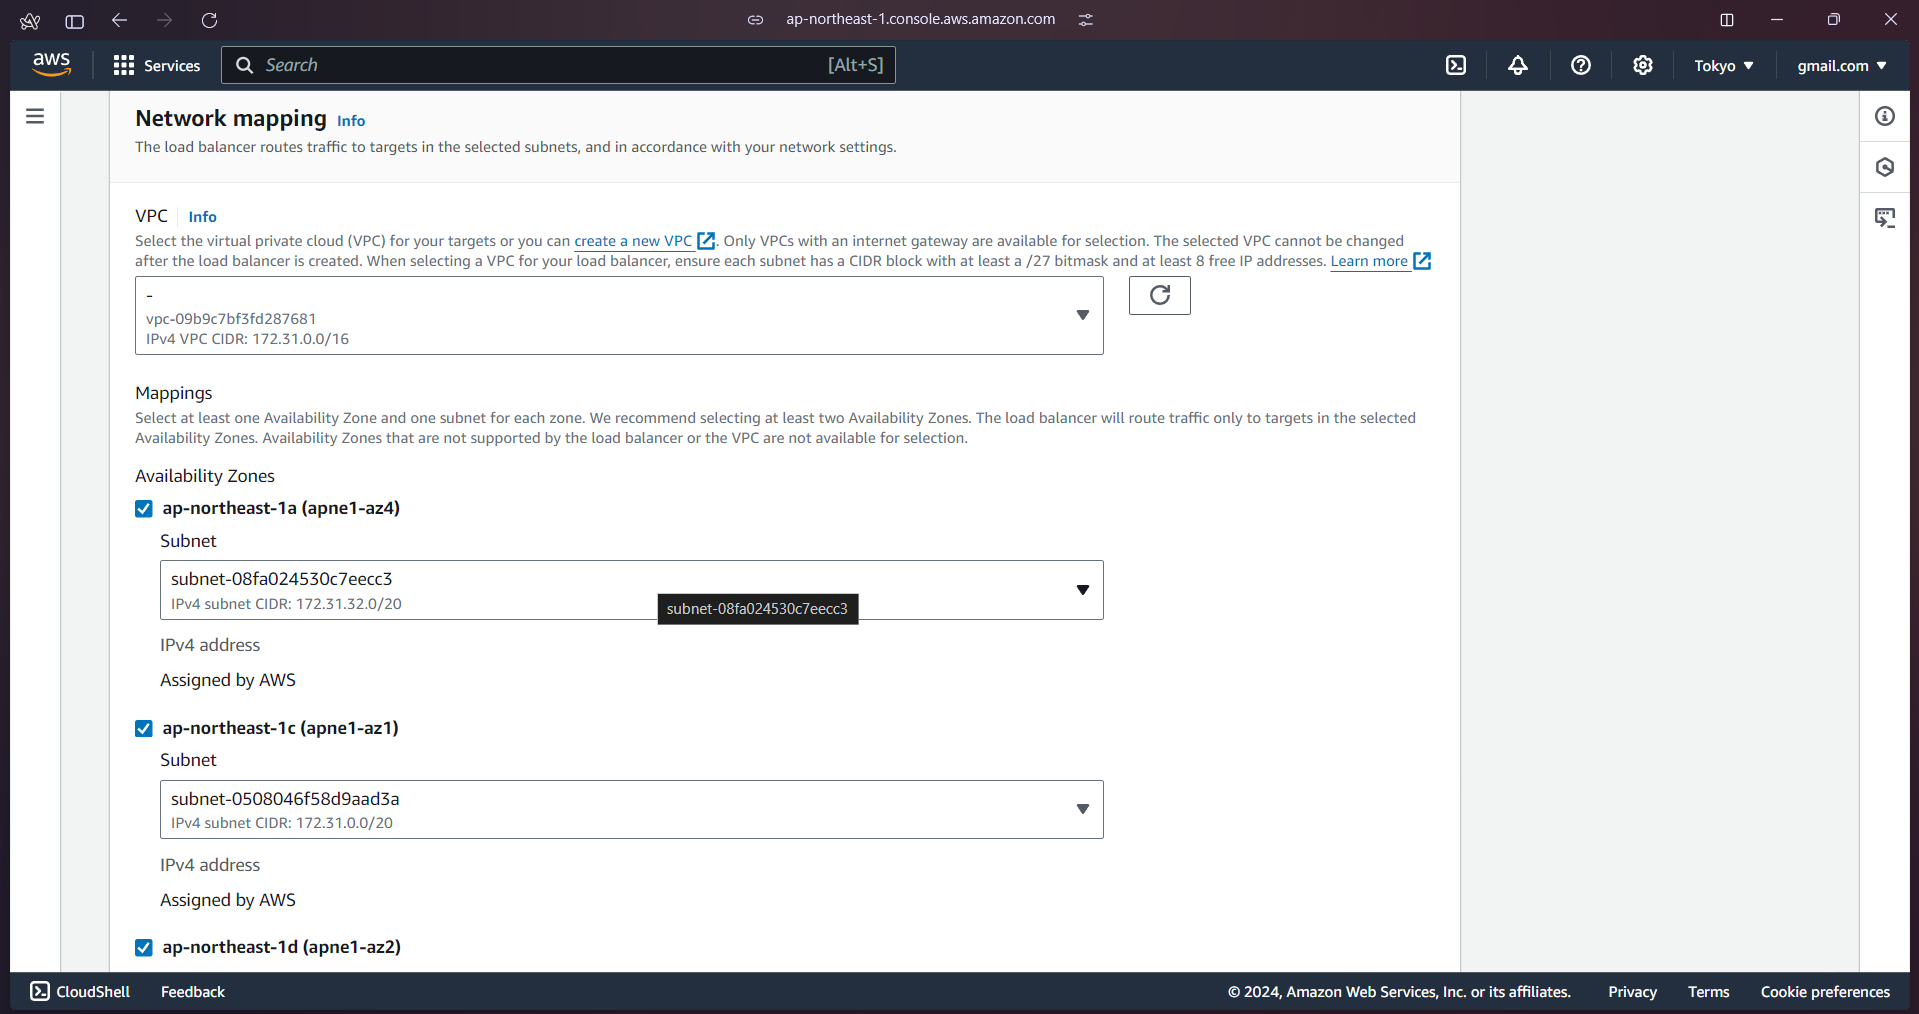 ap-northeast-1.console.aws.amazon.com
aws
Services
Search
[Alt+S]
Tokyo
gmail.com
Network mapping Info
The load balancer routes traffic to targets in the selected subnets, and in accordance with your network settings.
VPC Info
Select the virtual private cloud (VPC) for your targets or you can create a new VPC. Only VPCs with an internet gateway are available for selection. The selected VPC cannot be changed
after the load balancer is created. When selecting a VPC for your load balancer, ensure each subnet has a CIDR block with at least a /27 bitmask and at least 8 free IP addresses. Learn more
-
vpc-09b9c7bf3fd287681
IPv4 VPC CIDR: 172.31.0.0/16
Mappings
Select at least one Availability Zone and one subnet for each zone. We recommend selecting at least two Availability Zones. The load balancer will route traffic only to targets in the selected
Availability Zones. Availability Zones that are not supported by the load balancer or the VPC are not available for selection.
Availability Zones
ap-northeast-1a (apne1-az4)
Subnet
subnet-08fa024530c7eecc3
IPv4 subnet CIDR: 172.31.32.0/20
subnet-08fa024530c7eecc3
IPv4 address
Assigned by AWS
ap-northeast-1c (apne1-az1)
Subnet
subnet-0508046f58d9aad3a
IPv4 subnet CIDR: 172.31.0.0/20
IPv4 address
Assigned by AWS
ap-northeast-1d (apne1-az2)
CloudShell
Feedback
© 2024, Amazon Web Services, Inc. or its affiliates.
Privacy
Terms
Cookie preferences